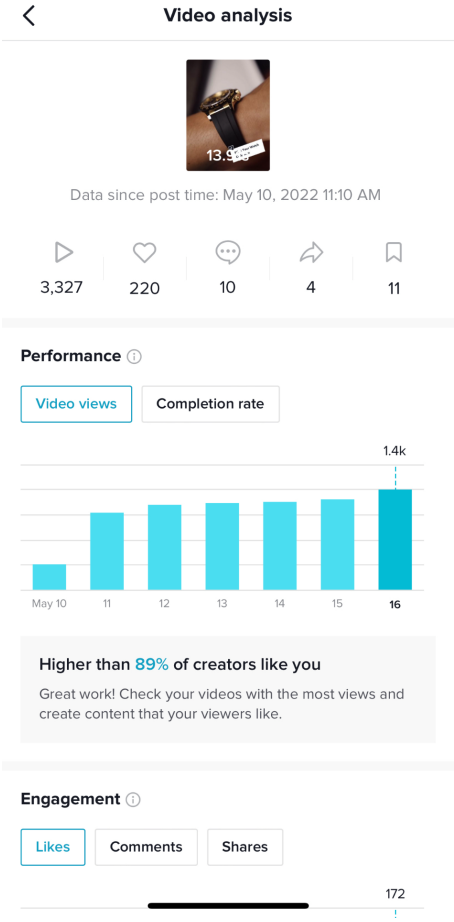 Video analysis
Data since post time: May 10, 2022 11:10 AM
3,327 220 10 4 11
Performance
Video views Completion rate
1.4k
May 10 11 12 13 14 15 16
Higher than 89% of creators like you
Great work! Check your videos with the most views and
create content that your viewers like.
Engagement
Likes Comments Shares
172